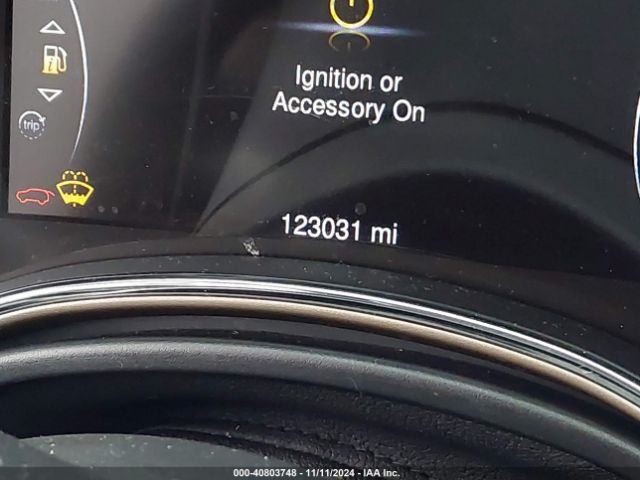 Ignition or
Accessory On
trip
123031 mi
000-40803748 - 11/11/2024 - IAA Inc.